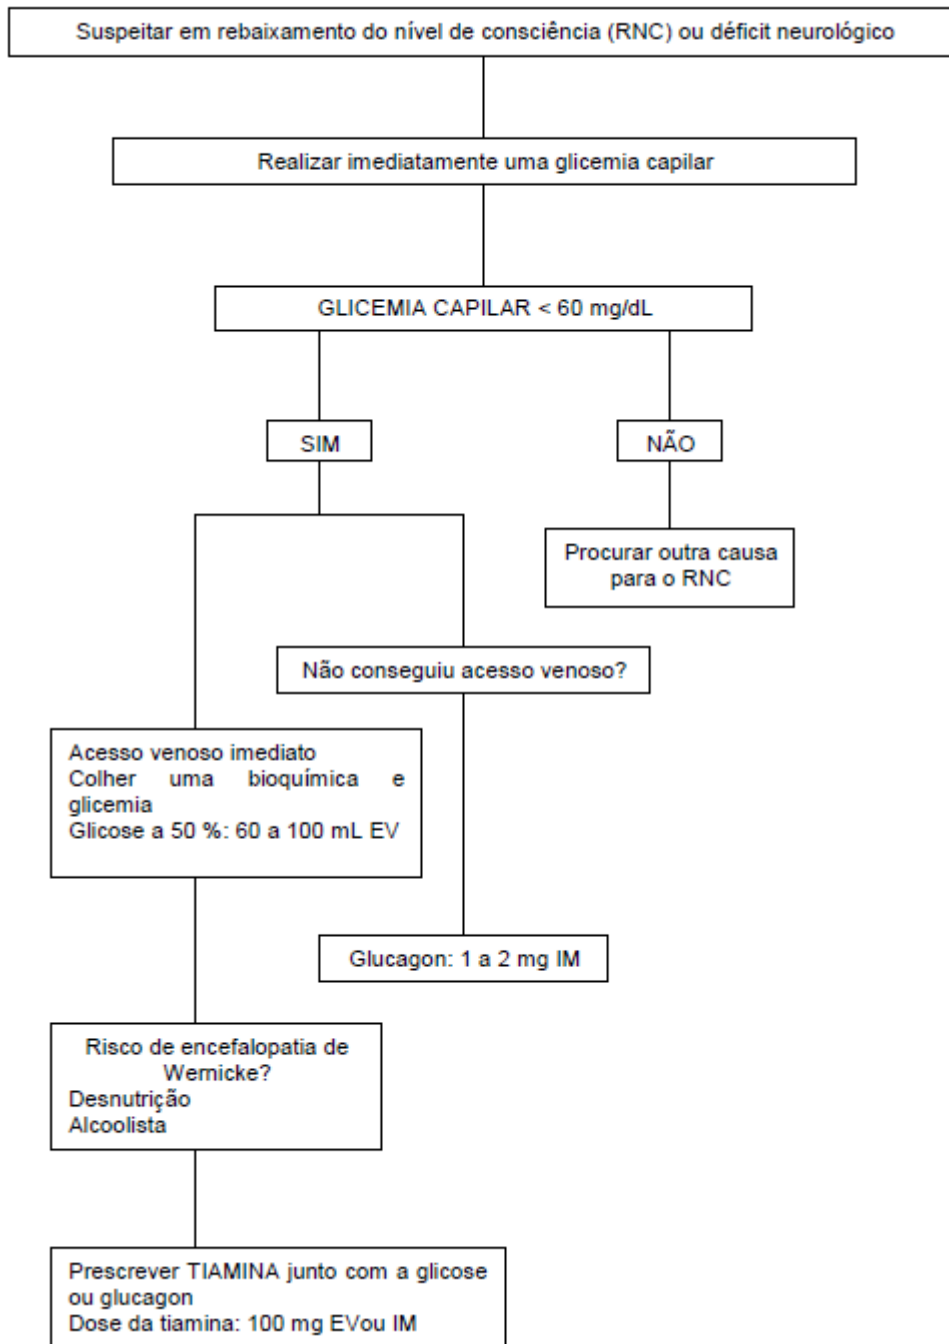 Suspeitar em rebaixamento do nível de consciência (RNC) ou déficit neurológico
Realizar imediatamente uma glicemia capilar
GLICEMIA CAPILAR < 60 mg/dL
SIM
NÃO
Procurar outra causa
para o RNC
Não conseguiu acesso venoso?
Acesso venoso imediato
Colher uma bioquímica e
glicemia
Glicose a 50 %: 60 a 100 mL EV
Glucagon: 1 a 2 mg IM
Risco de encefalopatia de
Wernicke?
Desnutrição
Alcoolista
Prescrever TIAMINA junto com a glicose
ou glucagon
Dose da tiamina: 100 mg EVou IM